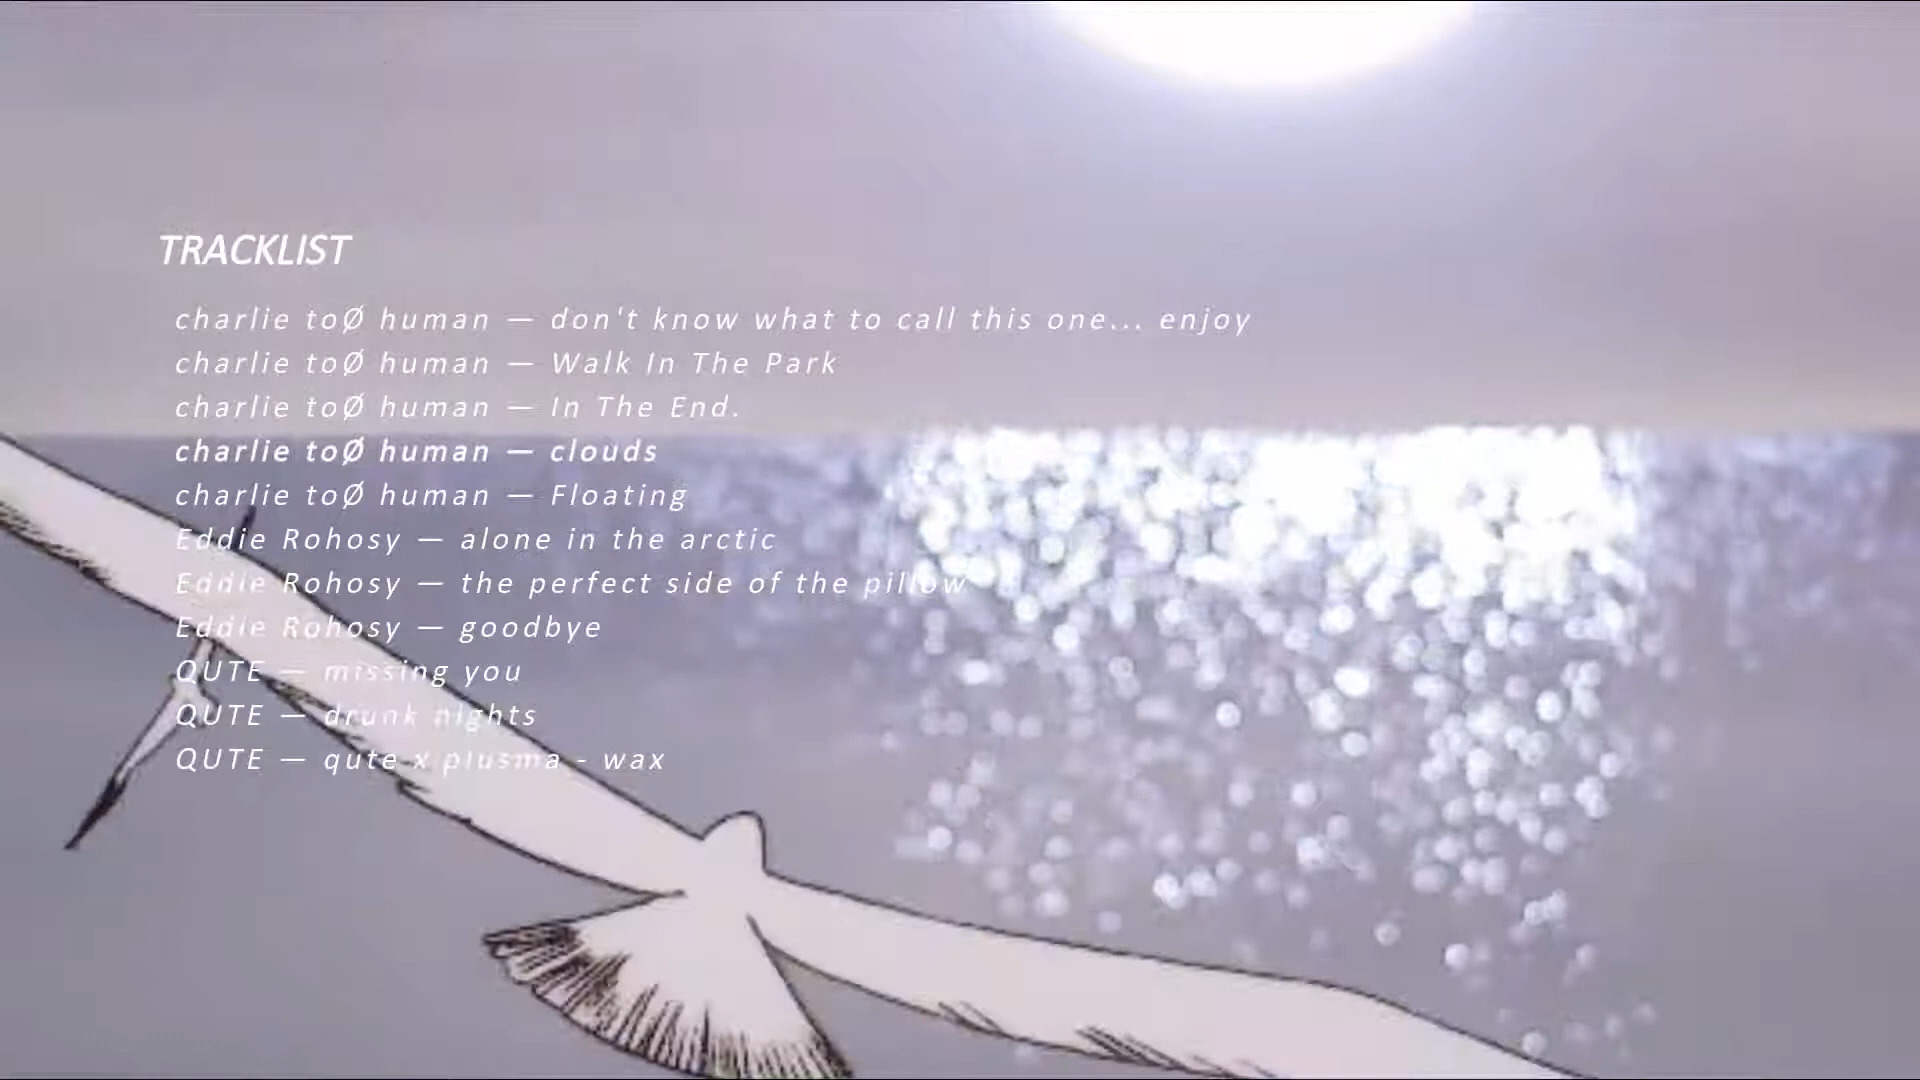 TRACKLIST
charlie toØ human — don't know what to call this one... enjoy
charlie toØ human — Walk In The Park
charlie toØ human — In The End.
charlie toØ human — clouds
charlie toØ human — Floating
Eddie Rohosy — alone in the arctic
Eddie Rohosy — the perfect side of the pillow
Eddie Rohosy — goodbye
QUTE — missing you
QUTE — drunk nights
QUTE — qute x plusma - wax